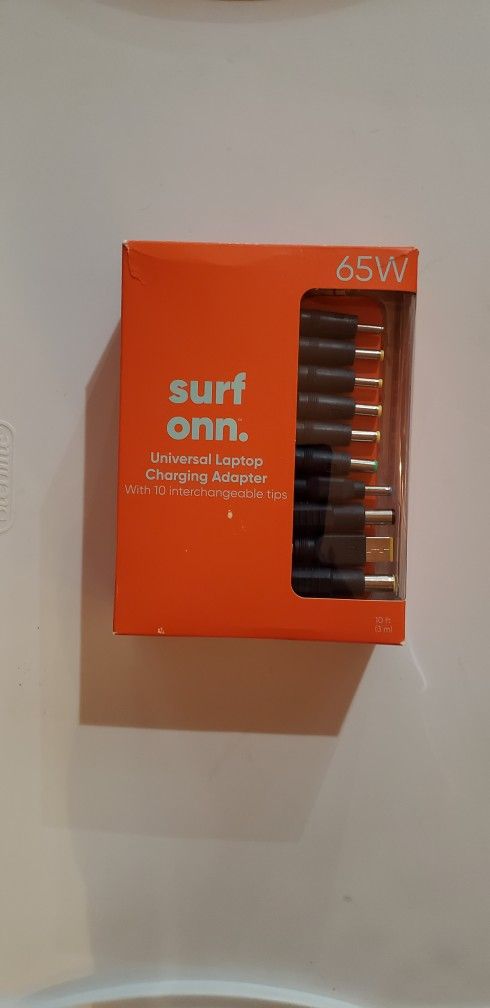 65W
surf
onn.
Universal Laptop
Charging Adapter
With 10 interchangeable tips
10 ft
(3 m)